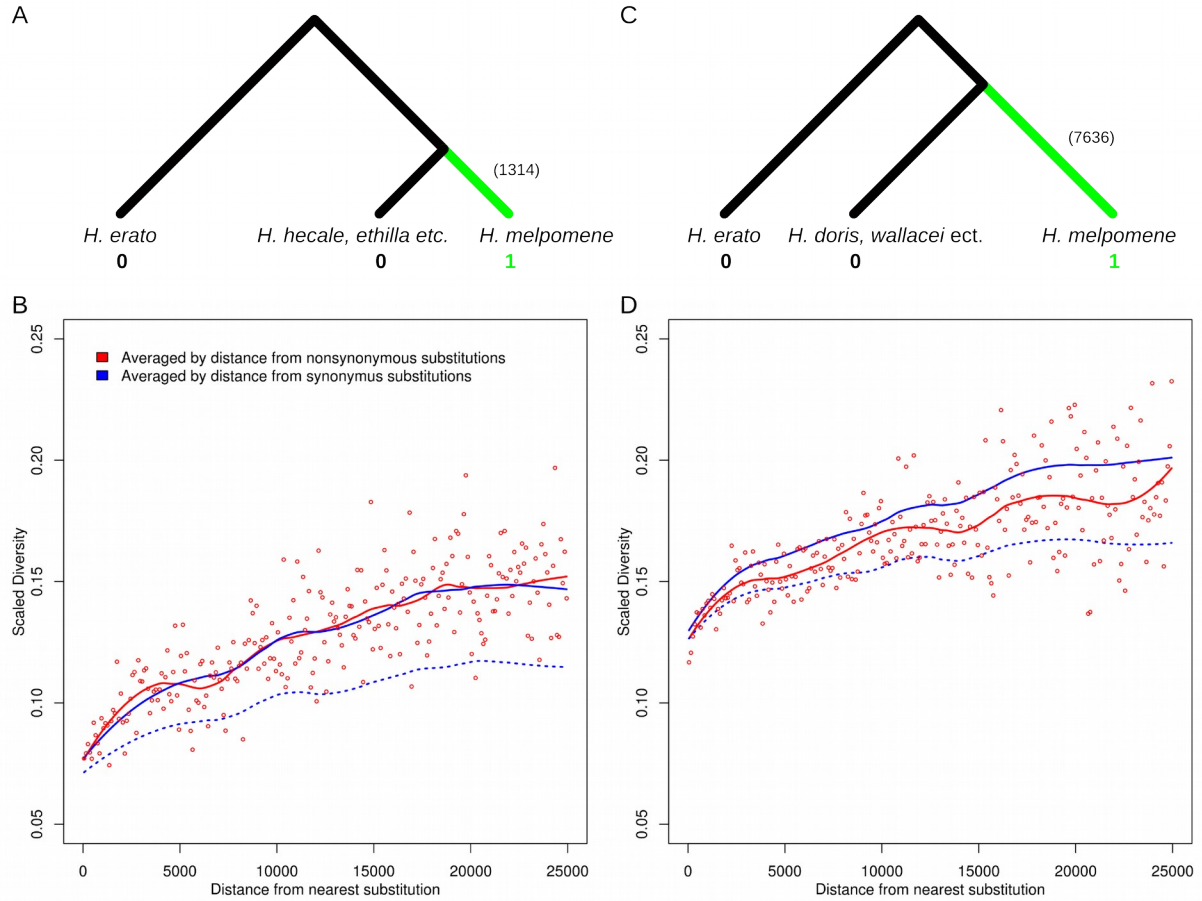 A
(1314)
H. erato
H. hecale, ethilla etc.
H. melpomene
0
0
1
C
(7636)
H. erato
H. doris, wallacei ect.
H. melpomene
0
0
1
B
Averaged by distance from nonsynonymous substitutions
Averaged by distance from synonymus substitutions
Scaled Diversity
0.25
0.20
0.15
0.10
0.05
0
5000
10000
15000
20000
25000
Distance from nearest substitution
D
Scaled Diversity
0.25
0.20
0.15
0.10
0.05
0
5000
10000
15000
20000
25000
Distance from nearest substitution